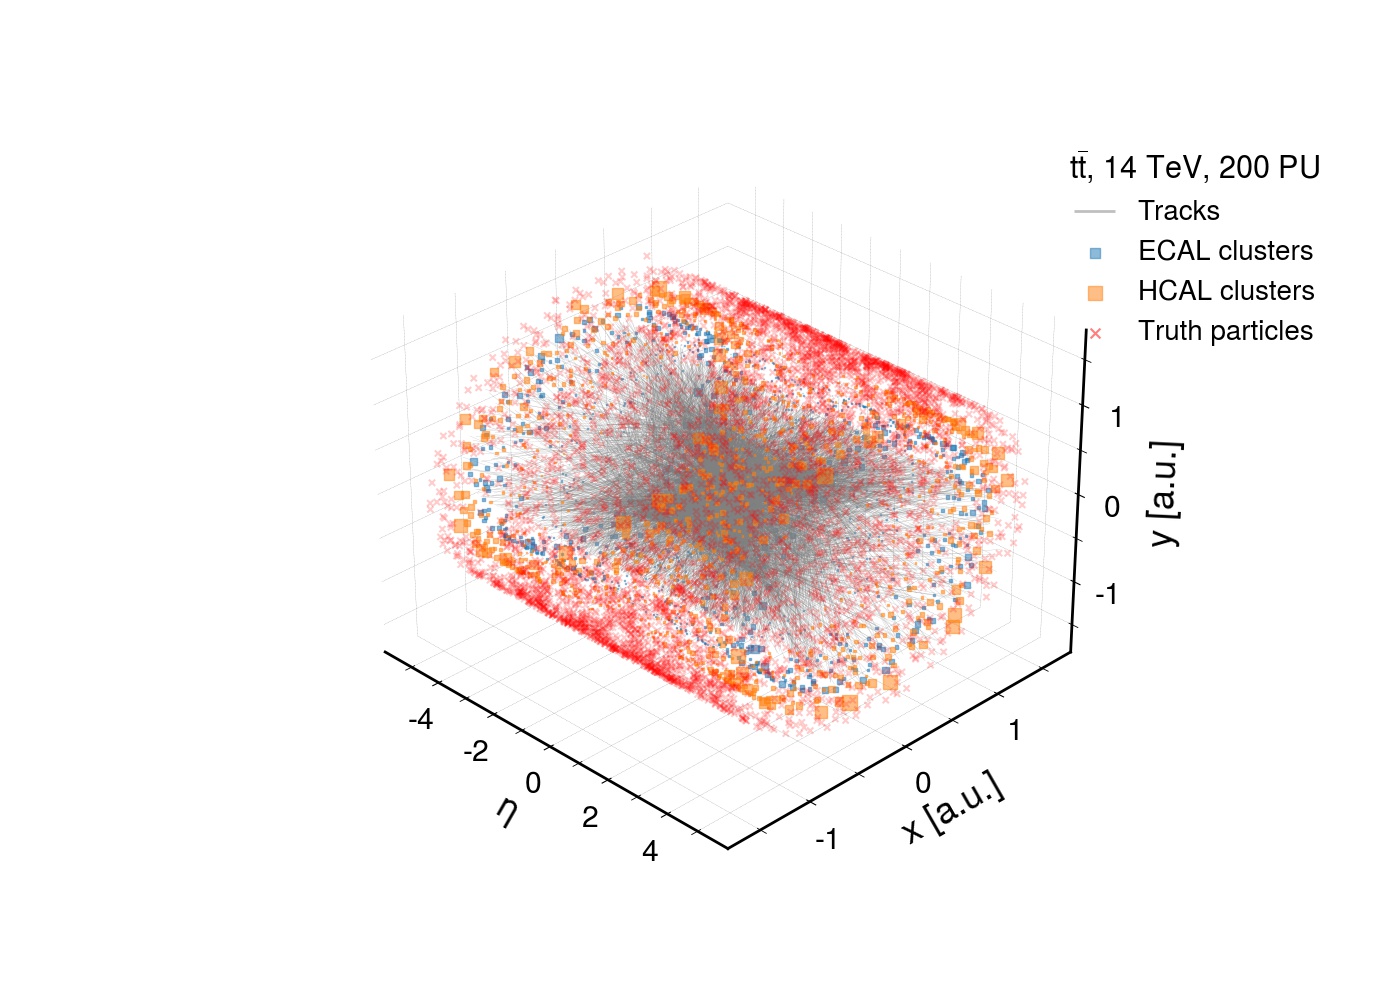 tt̄, 14 TeV, 200 PU
Tracks
ECAL clusters
HCAL clusters
Truth particles
1
0
-1
y [a.u.]
-4
-2
0
2
4
η
-1
0
1
x [a.u.]